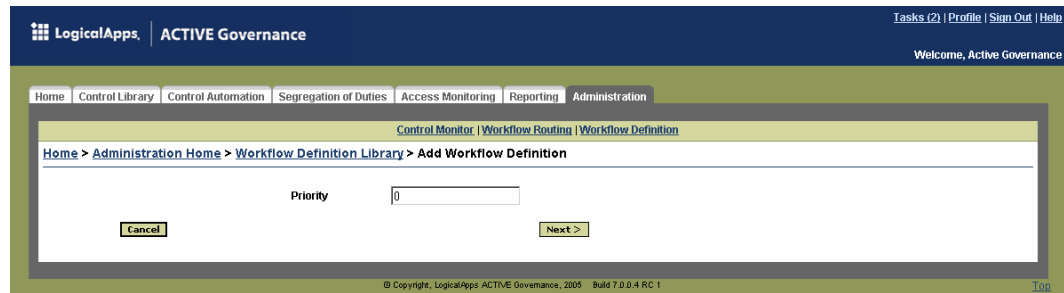 Tasks (2) | Profile | Sign Out | Help
LogicalApps, | ACTIVE Governance
Welcome, Active Governance
Home Control Library Control Automation Segregation of Duties Access Monitoring Reporting Administration
Control Monitor | Workflow Routing | Workflow Definition
Home > Administration Home > Workflow Definition Library > Add Workflow Definition
Priority 0
Cancel Next >
© Copyright, LogicalApps ACTIVE Governance, 2005 Build 7.0.0.4 RC 1
Top